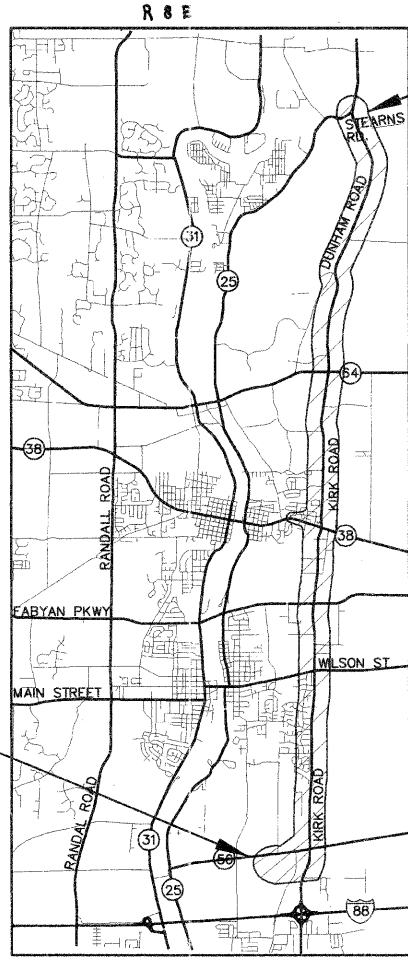 R 8 E
STEARNS
RD.
DUNHAM ROAD
31
25
64
38
RANDALL ROAD
KIRK ROAD
38
FABYAN PKWY
WILSON ST
MAIN STREET
RANDAL ROAD
KIRK ROAD
31
56
25
88